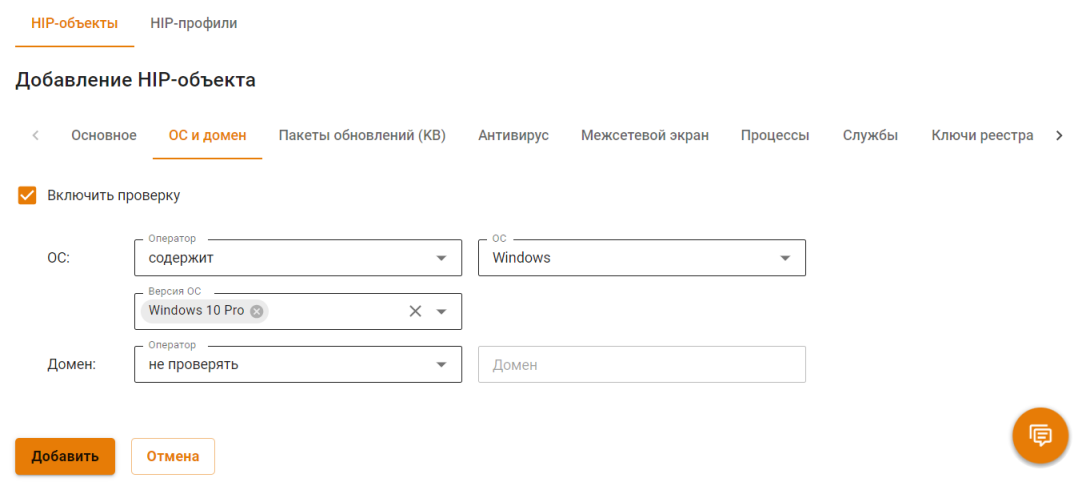 HIP-объекты HIP-профили
Добавление HIP-объекта
Основное ОС и домен Пакеты обновлений (KB) Антивирус Межсетевой экран Процессы Службы Ключи реестра
Включить проверку
Оператор ОС
ОС: содержит Windows
Версия ОС
Windows 10 Pro
Оператор
Домен: не проверять Домен
Добавить Отмена